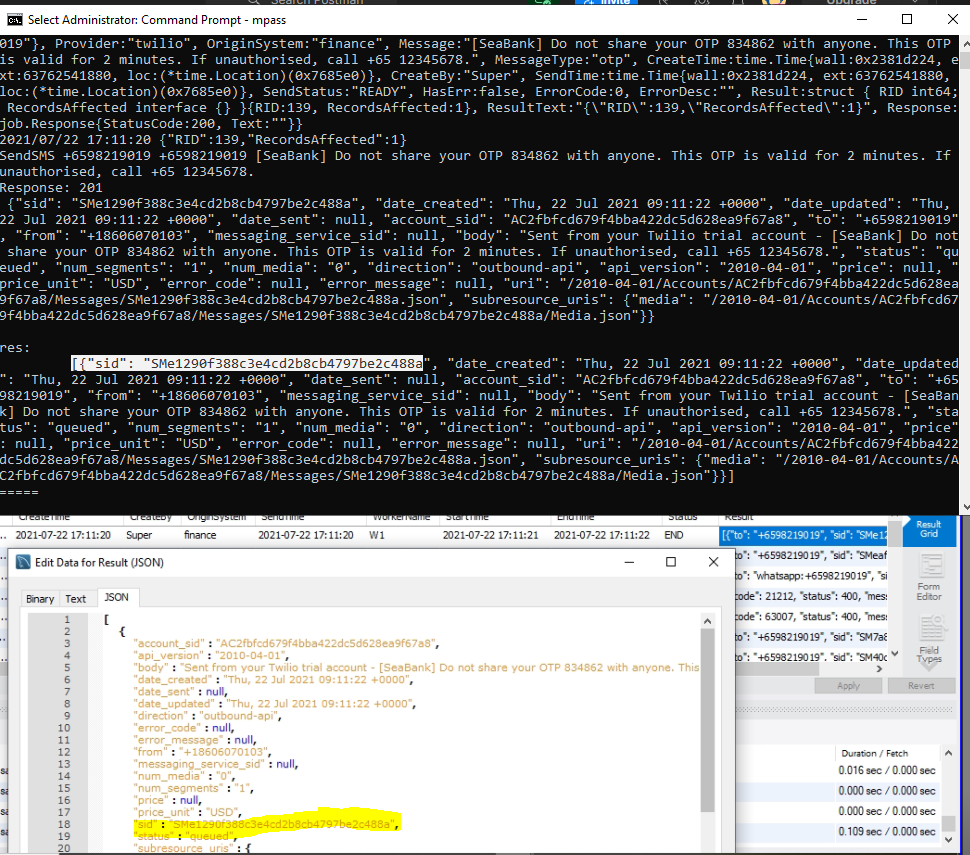 Search Postman
Invite
Upgrade
Select Administrator: Command Prompt - mpass
019"}, Provider:"twilio", OriginSystem:"finance", Message:"[SeaBank] Do not share your OTP 834862 with anyone. This OTP
is valid for 2 minutes. If unauthorised, call +65 12345678.", MessageType:"otp", CreateTime:time.Time{wall:0x2381d224, e
xt:63762541880, loc:(*time.Location)(0x7685e0)}, CreateBy:"Super", SendTime:time.Time{wall:0x2381d224, ext:63762541880,
loc:(*time.Location)(0x7685e0)}, SendStatus:"READY", HasErr:false, ErrorCode:0, ErrorDesc:"", Result:struct { RID int64;
RecordsAffected interface {} }{RID:139, RecordsAffected:1}, ResultText:"{\"RID\":139,\"RecordsAffected\":1}", Response:
job.Response{StatusCode:200, Text:""}}
2021/07/22 17:11:20 {"RID":139,"RecordsAffected":1}
SendSMS +6598219019 +6598219019 [SeaBank] Do not share your OTP 834862 with anyone. This OTP is valid for 2 minutes. If
unauthorised, call +65 12345678.
Response: 201
{"sid": "SMe1290f388c3e4cd2b8cb4797be2c488a", "date_created": "Thu, 22 Jul 2021 09:11:22 +0000", "date_updated": "Thu,
22 Jul 2021 09:11:22 +0000", "date_sent": null, "account_sid": "AC2fbfcd679f4bba422dc5d628ea9f67a8", "to": "+6598219019"
, "from": "+18606070103", "messaging_service_sid": null, "body": "Sent from your Twilio trial account - [SeaBank] Do not
share your OTP 834862 with anyone. This OTP is valid for 2 minutes. If unauthorised, call +65 12345678.", "status": "qu
eued", "num_segments": "1", "num_media": "0", "direction": "outbound-api", "api_version": "2010-04-01", "price": null, "
price_unit": "USD", "error_code": null, "error_message": null, "uri": "/2010-04-01/Accounts/AC2fbfcd679f4bba422dc5d628ea
9f67a8/Messages/SMe1290f388c3e4cd2b8cb4797be2c488a.json", "subresource_uris": {"media": "/2010-04-01/Accounts/AC2fbfcd67
9f4bba422dc5d628ea9f67a8/Messages/SMe1290f388c3e4cd2b8cb4797be2c488a/Media.json"}}
res:
[{"sid": "SMe1290f388c3e4cd2b8cb4797be2c488a", "date_created": "Thu, 22 Jul 2021 09:11:22 +0000", "date_updated
": "Thu, 22 Jul 2021 09:11:22 +0000", "date_sent": null, "account_sid": "AC2fbfcd679f4bba422dc5d628ea9f67a8", "to": "+65
98219019", "from": "+18606070103", "messaging_service_sid": null, "body": "Sent from your Twilio trial account - [SeaBan
k] Do not share your OTP 834862 with anyone. This OTP is valid for 2 minutes. If unauthorised, call +65 12345678.", "sta
tus": "queued", "num_segments": "1", "num_media": "0", "direction": "outbound-api", "api_version": "2010-04-01", "price"
: null, "price_unit": "USD", "error_code": null, "error_message": null, "uri": "/2010-04-01/Accounts/AC2fbfcd679f4bba422
dc5d628ea9f67a8/Messages/SMe1290f388c3e4cd2b8cb4797be2c488a.json", "subresource_uris": {"media": "/2010-04-01/Accounts/A
C2fbfcd679f4bba422dc5d628ea9f67a8/Messages/SMe1290f388c3e4cd2b8cb4797be2c488a/Media.json"}}]
=====
CreateTime CreateBy OriginSystem SendTime WorkerName StartTime EndTime Status Result
2021-07-22 17:11:20 Super finance 2021-07-22 17:11:20 W1 2021-07-22 17:11:21 2021-07-22 17:11:22 END [{"to": "+6598219019", "sid": "SMe12
to": "+6598219019", "sid": "SMeaf
to": "whatsapp:+6598219019", "si
code": 21212, "status": 400, "mess
code": 63007, "status": 400, "mess
to": "+6598219019", "sid": "SM7a8
to": "+6598219019". "sid": "SM40c
Result
Grid
Form
Editor
Field
Types
Apply Revert
Duration / Fetch
0.016 sec / 0.000 sec
0.000 sec / 0.000 sec
0.000 sec / 0.000 sec
0.109 sec / 0.000 sec
Edit Data for Result (JSON)
Binary Text JSON
1 [
2 {
3 "account_sid" : "AC2fbfcd679f4bba422dc5d628ea9f67a8",
4 "api_version" : "2010-04-01",
5 "body" : "Sent from your Twilio trial account - [SeaBank] Do not share your OTP 834862 with anyone. This
6 "date_created" : "Thu, 22 Jul 2021 09:11:22 +0000",
7 "date_sent" : null,
8 "date_updated" : "Thu, 22 Jul 2021 09:11:22 +0000",
9 "direction" : "outbound-api",
10 "error_code" : null,
11 "error_message" : null,
12 "from" : "+18606070103",
13 "messaging_service_sid" : null,
14 "num_media" : "0",
15 "num_segments" : "1",
16 "price" : null,
17 "price_unit" : "USD",
18 "sid" : "SMe1290f388c3e4cd2b8cb4797be2c488a",
19 "status" : "queued",
20 "subresource_uris" : {